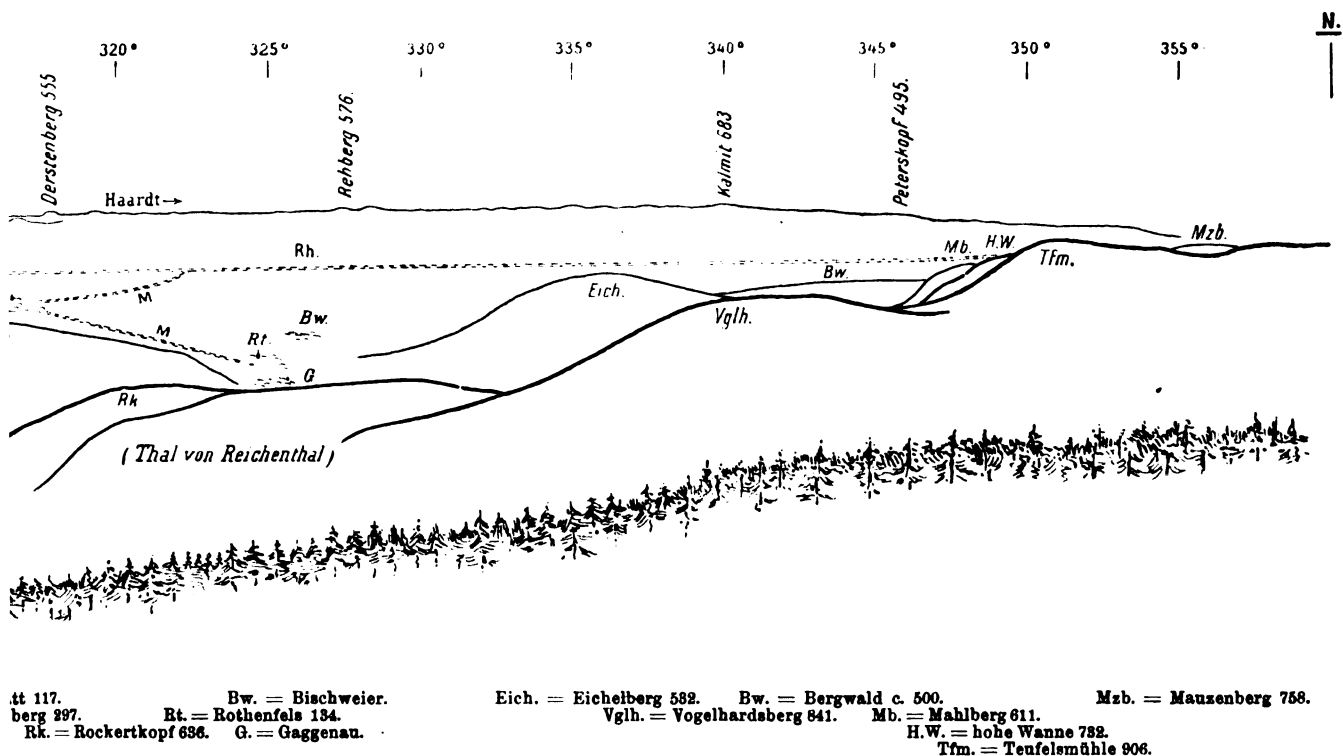 N.
320° 325° 330° 335° 340° 345° 350° 355°
Derstenberg 555
Rehberg 576.
Kalmit 683
Peterskopf 495.
Haardt→
Rh.
Mb.
H.W.
Tfm.
Mzb.
M
Eich.
Bw.
Vglh.
M
Bw.
Rt.
G
Rk
(Thal von Reichenthal)
tt 117. Bw. = Bischweier. Eich. = Eichelberg 532. Bw. = Bergwald c. 500. Mzb. = Mauzenberg 758.
berg 297. Rt. = Rothenfels 134. Vglh. = Vogelhardsberg 841. Mb. = Mahlberg 611.
Rk. = Rockertkopf 636. G. = Gaggenau. H.W. = hohe Wanne 732.
Tfm. = Teufelsmühle 906.